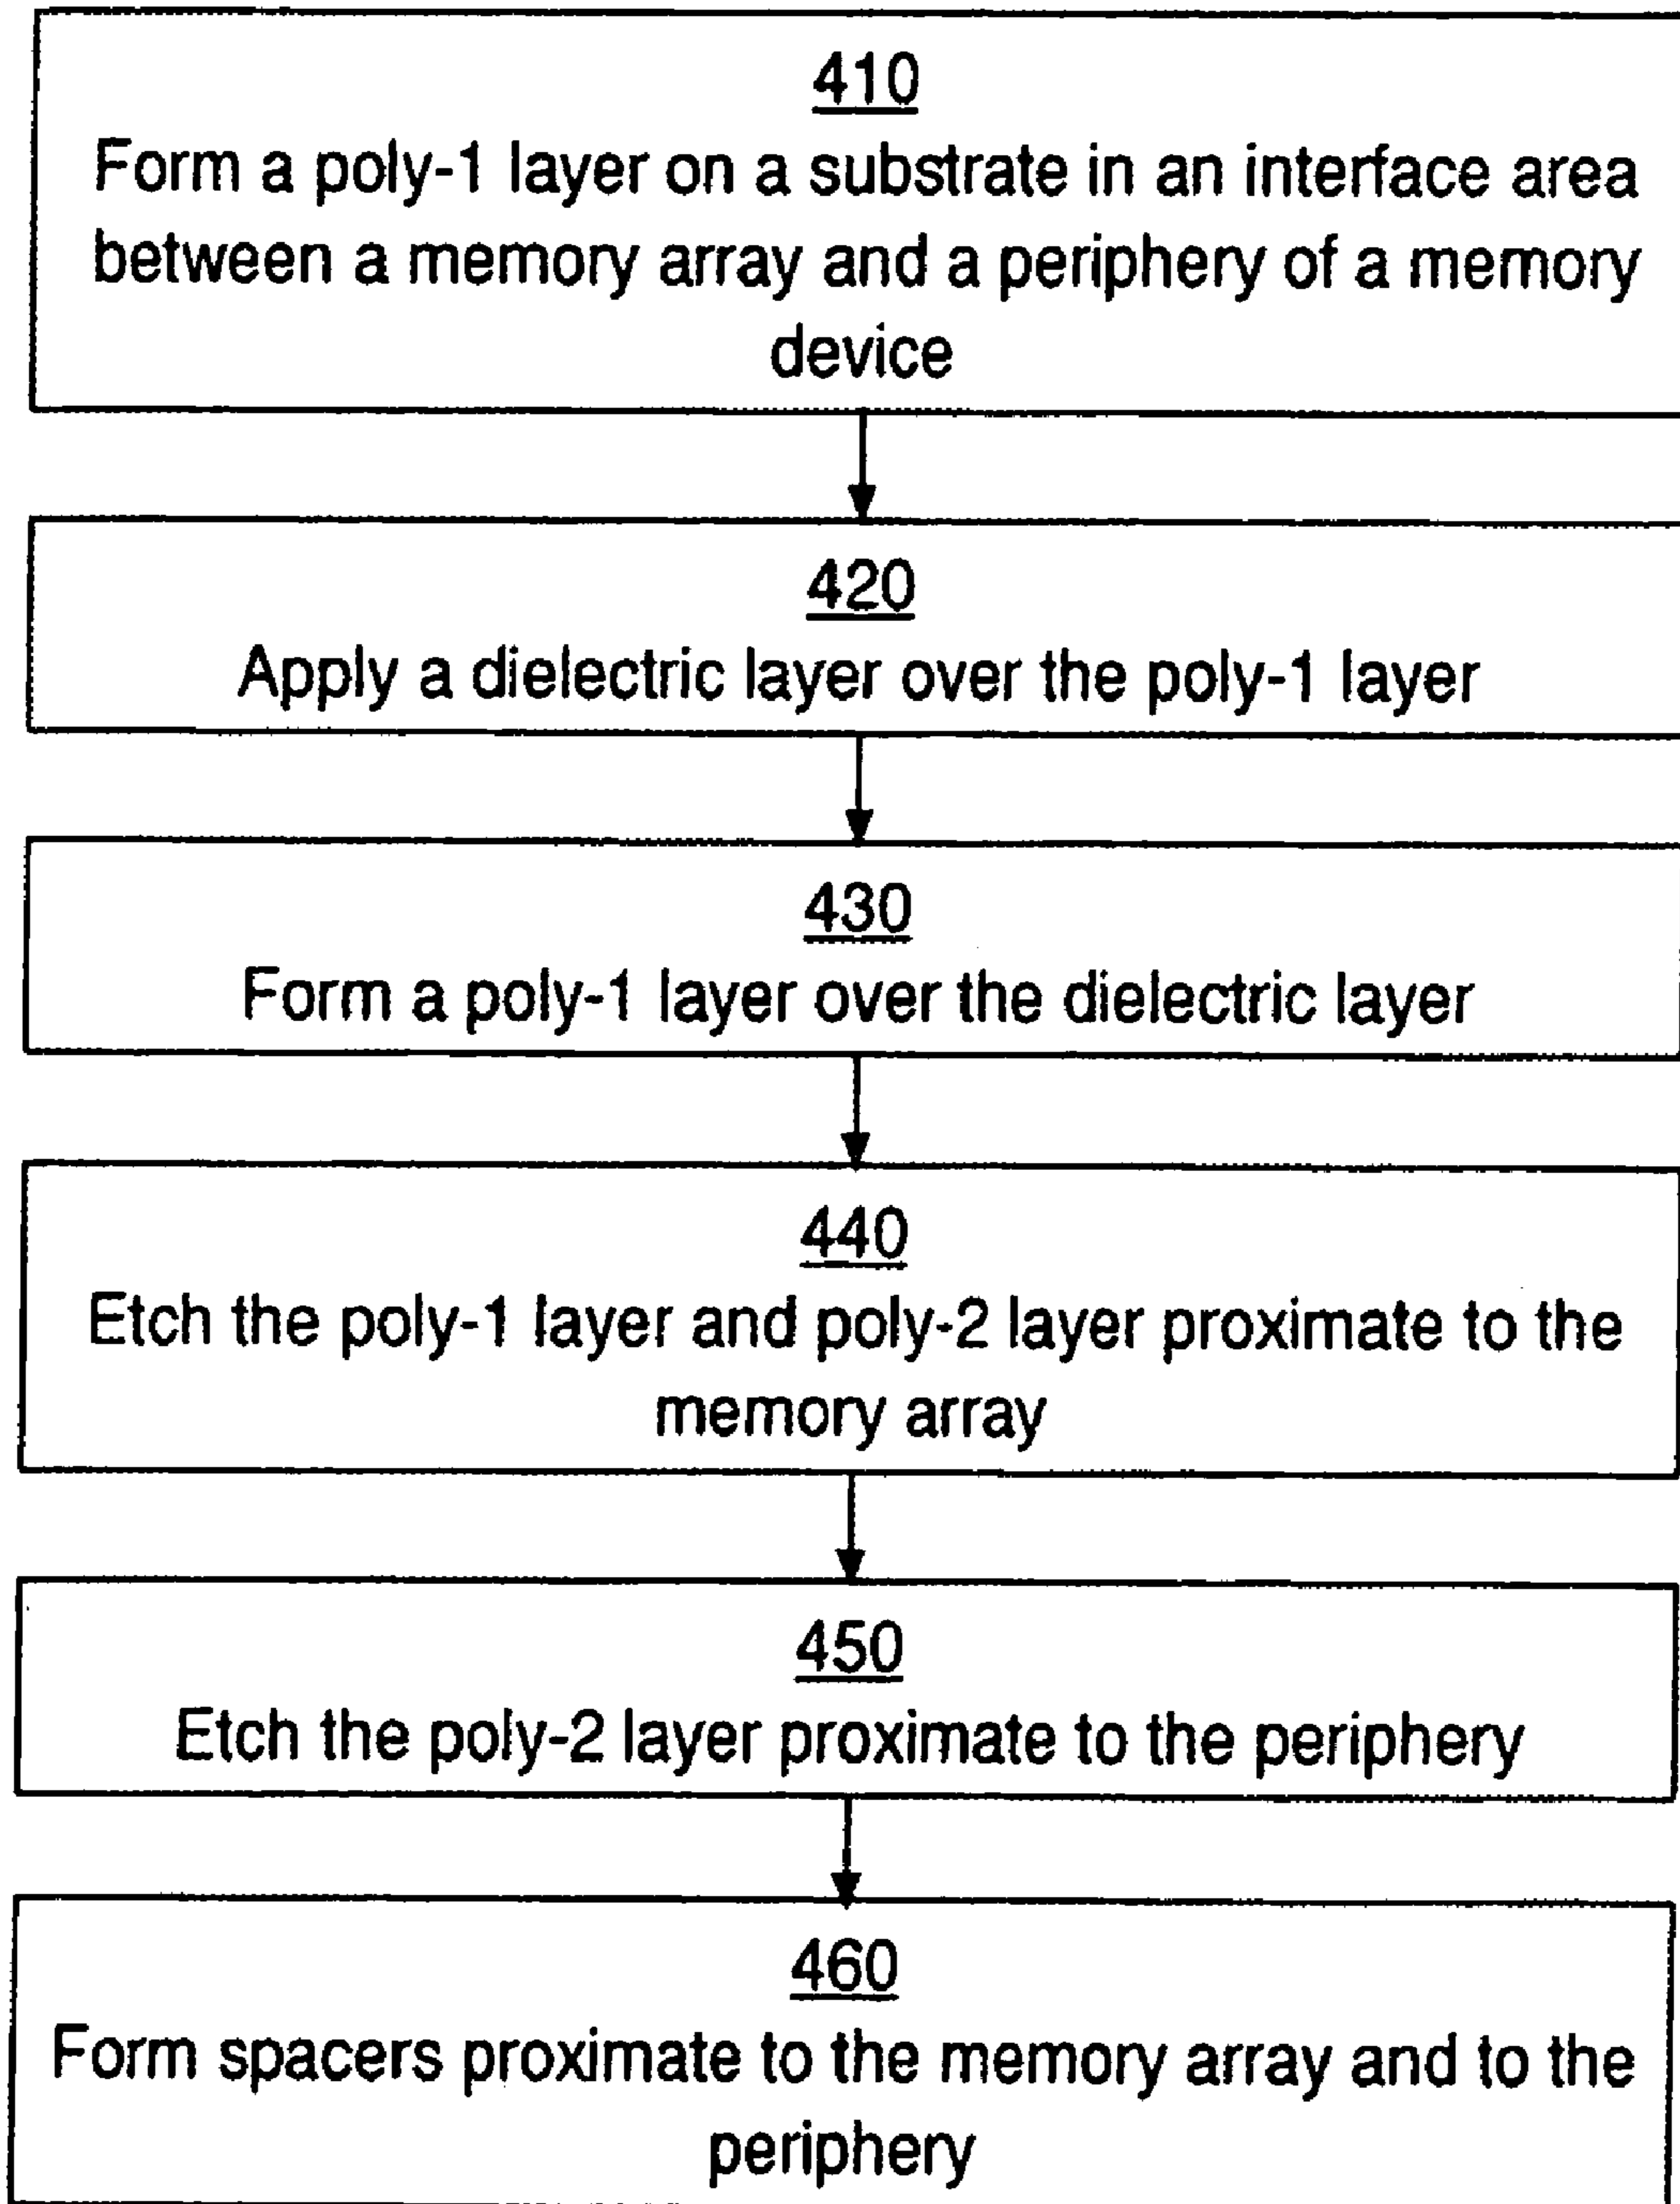 410
Form a poly-1 layer on a substrate in an interface area
between a memory array and a periphery of a memory
device
420
Apply a dielectric layer over the poly-1 layer
430
Form a poly-1 layer over the dielectric layer
440
Etch the poly-1 layer and poly-2 layer proximate to the
memory array
450
Etch the poly-2 layer proximate to the periphery
460
Form spacers proximate to the memory array and to the
periphery